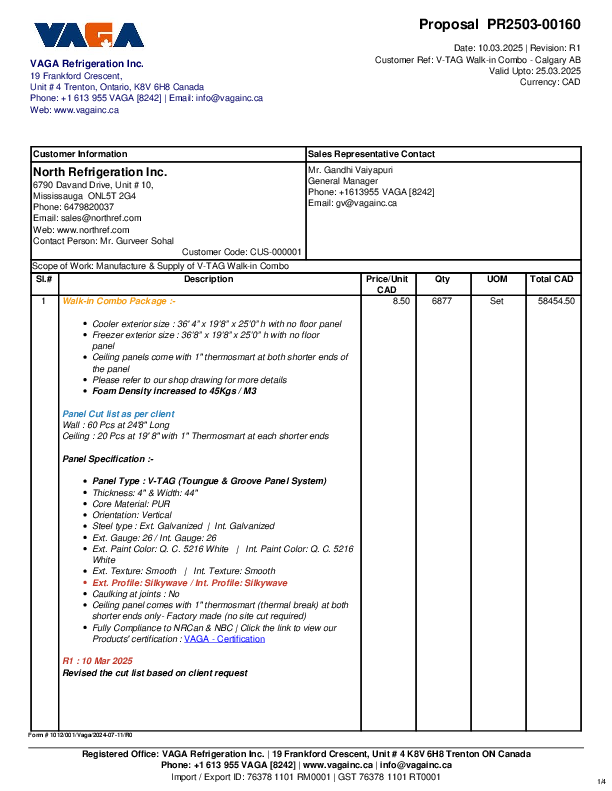 VAGA
Proposal PR2503-00160
Date: 10.03.2025 | Revision: R1
Customer Ref: V-TAG Walk-in Combo - Calgary AB
Valid Upto: 25.03.2025
Currency: CAD
VAGA Refrigeration Inc.
19 Frankford Crescent,
Unit # 4 Trenton, Ontario, K8V 6H8 Canada
Phone: +1 613 955 VAGA [8242] | Email: info@vagainc.ca
Web: www.vagainc.ca
Customer Information
Sales Representative Contact
North Refrigeration Inc.
6790 Davand Drive, Unit # 10,
Mississauga ONL5T 2G4
Phone: 6479820037
Email: sales@northref.com
Web: www.northref.com
Contact Person: Mr. Gurveer Sohal
Customer Code: CUS-000001
Mr. Gandhi Vaiyapuri
General Manager
Phone: +1613955 VAGA [8242]
Email: gv@vagainc.ca
Scope of Work: Manufacture & Supply of V-TAG Walk-in Combo
Sl.# Description Price/Unit CAD Qty UOM Total CAD
1 Walk-in Combo Package :- 8.50 6877 Set 58454.50
• Cooler exterior size : 36' 4" x 19'8" x 25'0" h with no floor panel
• Freezer exterior size : 36'8" x 19'8" x 25'0" h with no floor
panel
• Ceiling panels come with 1" thermosmart at both shorter ends of
the panel
• Please refer to our shop drawing for more details
• Foam Density increased to 45Kgs / M3
Panel Cut list as per client
Wall : 60 Pcs at 24'8" Long
Ceiling : 20 Pcs at 19' 8" with 1" Thermosmart at each shorter ends
Panel Specification :-
• Panel Type : V-TAG (Toungue & Groove Panel System)
• Thickness: 4" & Width: 44"
• Core Material: PUR
• Orientation: Vertical
• Steel type : Ext. Galvanized | Int. Galvanized
• Ext. Gauge: 26 / Int. Gauge: 26
• Ext. Paint Color: Q. C. 5216 White | Int. Paint Color: Q. C. 5216
White
• Ext. Texture: Smooth | Int. Texture: Smooth
• Ext. Profile: Silkywave / Int. Profile: Silkywave
• Caulking at joints : No
• Ceiling panel comes with 1" thermosmart (thermal break) at both
shorter ends only- Factory made (no site cut required)
• Fully Compliance to NRCan & NBC | Click the link to view our
Products' certification : VAGA - Certification
R1 : 10 Mar 2025
Revised the cut list based on client request
Form # 1012/001/Vaga/2024-07-11/R0
Registered Office: VAGA Refrigeration Inc. | 19 Frankford Crescent, Unit # 4 K8V 6H8 Trenton ON Canada
Phone: +1 613 955 VAGA [8242] | www.vagainc.ca | info@vagainc.ca
Import / Export ID: 76378 1101 RM0001 | GST 76378 1101 RT0001
1/4